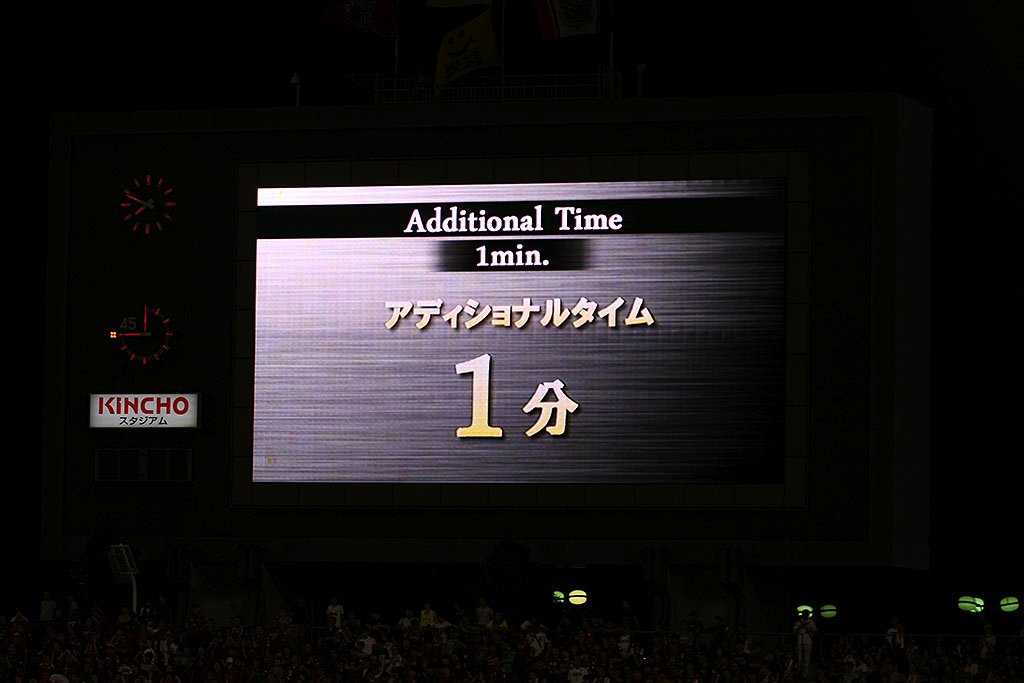 Additional Time
1min.
アディショナルタイム
1分
45
KINCHO
スタジアム